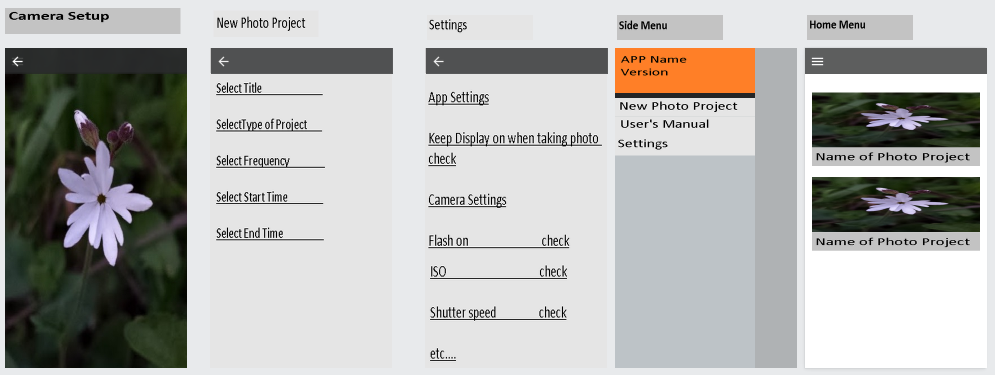 Camera Setup
New Photo Project
Select Title
SelectType of Project
Select Frequency
Select Start Time
Select End Time
Settings
App Settings
Keep Display on when taking photo
check
Camera Settings
Flash on check
ISO check
Shutter speed check
etc....
Side Menu
APP Name
Version
New Photo Project
User's Manual
Settings
Home Menu
Name of Photo Project
Name of Photo Project